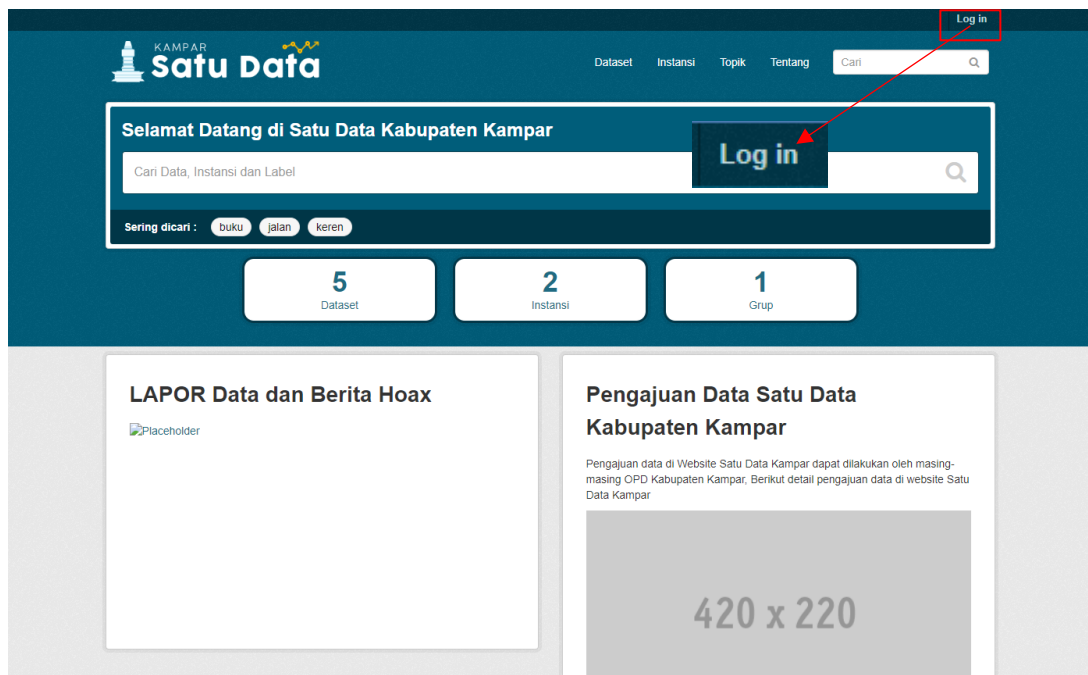 Log in
KAMPAR
Satu Data
Dataset Instansi Topik Tentang Cari
Selamat Datang di Satu Data Kabupaten Kampar
Log in
Cari Data, Instansi dan Label
Sering dicari : buku jalan keren
5 2 1
Dataset Instansi Grup
LAPOR Data dan Berita Hoax
Placeholder
Pengajuan Data Satu Data
Kabupaten Kampar
Pengajuan data di Website Satu Data Kampar dapat dilakukan oleh masing-
masing OPD Kabupaten Kampar, Berikut detail pengajuan data di website Satu
Data Kampar
420 x 220